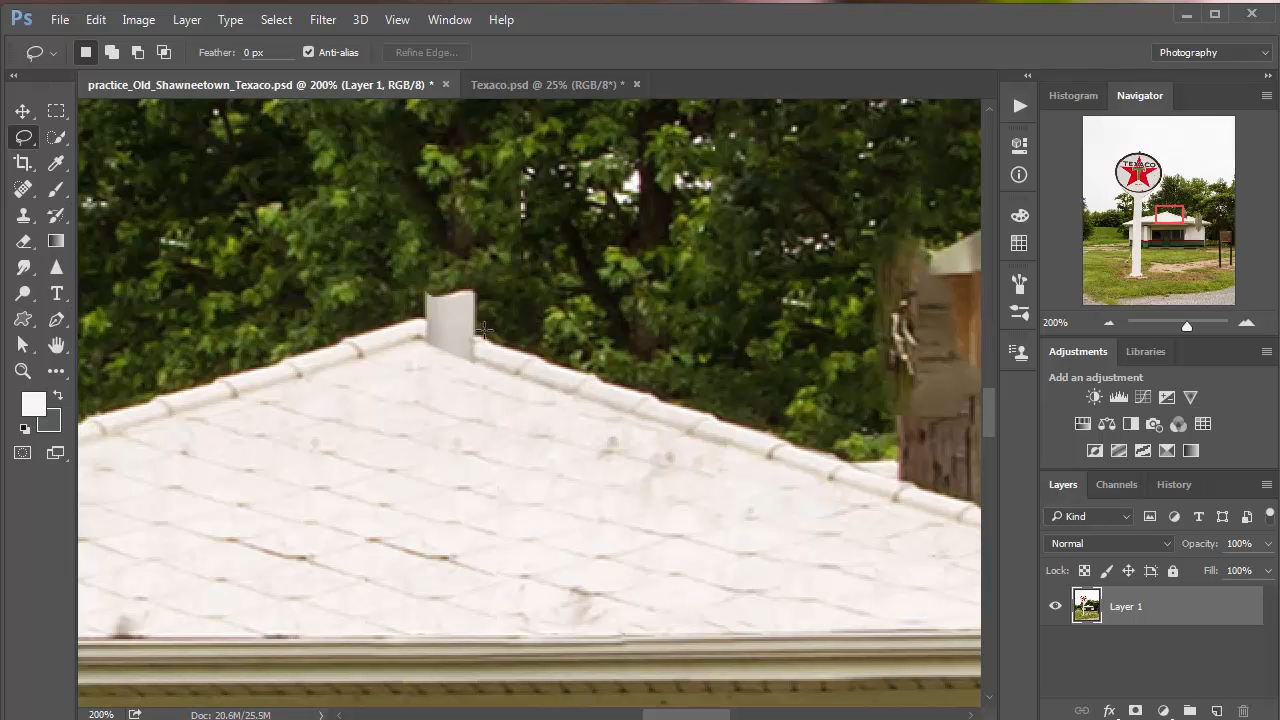 Ps File Edit Image Layer Type Select Filter 3D View Window Help
Feather: 0 px Anti-alias Refine Edge... Photography
practice_Old_Shawneetown_Texaco.psd @ 200% (Layer 1, RGB/8) * × Texaco.psd @ 25% (RGB/8*) * ×
Histogram Navigator
TEXACO
200%
Adjustments Libraries
Add an adjustment
Layers Channels History
Kind T
Normal Opacity: 100%
Lock: Fill: 100%
Layer 1
200% Doc: 20.6M/25.5M
fx